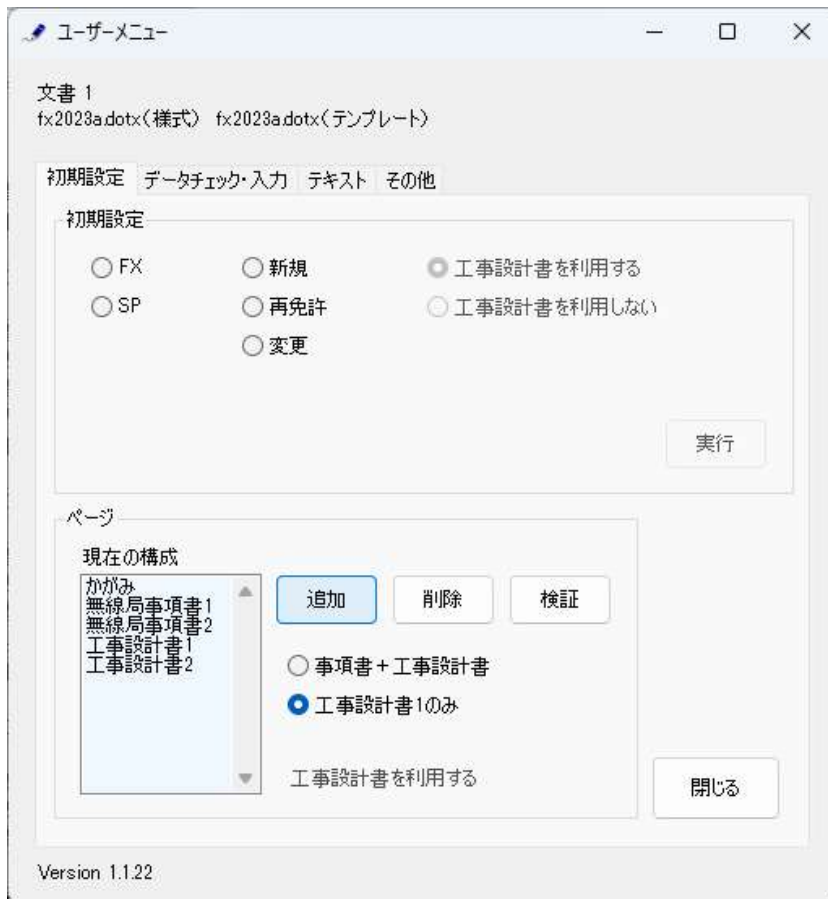 ユーザーメニュー
文書 1
fx2023a.dotx(様式) fx2023a.dotx(テンプレート)
初期設定 データチェック・入力 テキスト その他
初期設定
FX 新規 工事設計書を利用する
SP 再免許 工事設計書を利用しない
変更
実行
ページ
現在の構成
かがみ
無線局事項書1
無線局事項書2
工事設計書1
工事設計書2
追加 削除 検証
事項書+工事設計書
工事設計書1のみ
工事設計書を利用する
閉じる
Version 1.1.22